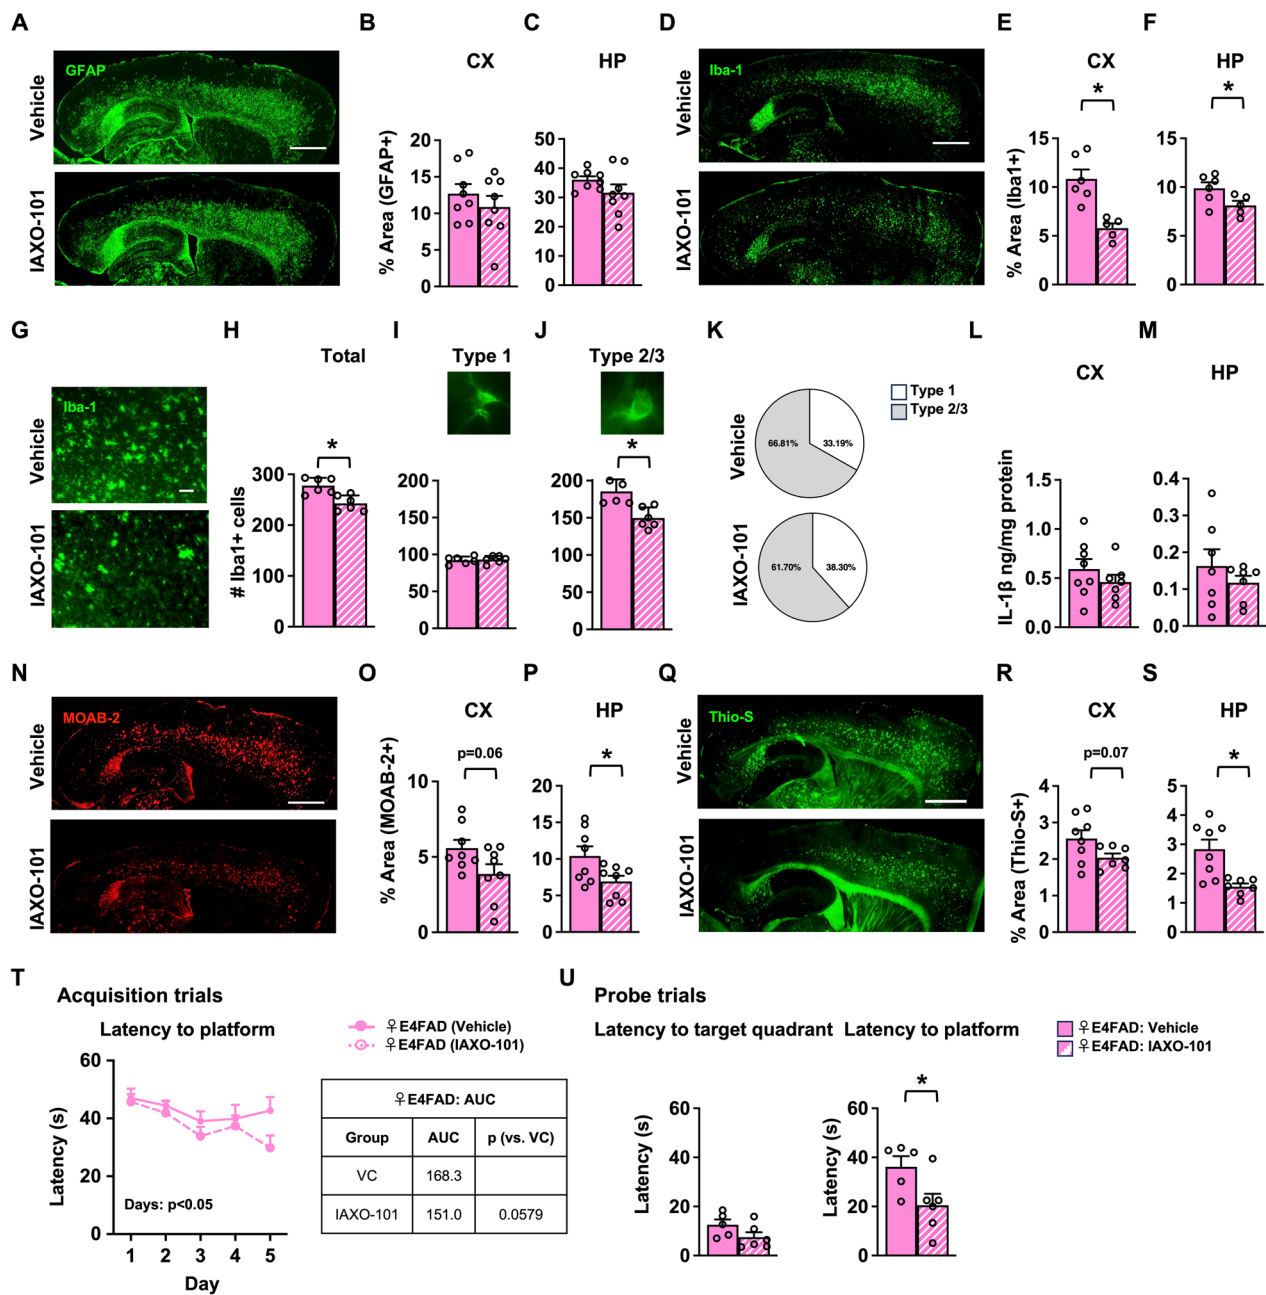 A
B
C
D
E
F
CX
HP
CX
HP
GFAP
Iba-1
Vehicle
IAXO-101
% Area (GFAP+)
20
15
10
5
0
50
40
30
20
10
0
Vehicle
IAXO-101
% Area (Iba1+)
*
15
10
5
0
*
15
10
5
0
G
H
I
J
K
L
M
Total
Type 1
Type 2/3
CX
HP
Iba-1
Vehicle
IAXO-101
# Iba1+ cells
*
300
200
100
0
200
150
100
50
0
*
200
150
100
50
0
Type 1
Type 2/3
Vehicle
66.81%
33.19%
IAXO-101
61.70%
38.30%
IL-1β ng/mg protein
1.5
1.0
0.5
0.0
0.4
0.3
0.2
0.1
0.0
N
O
P
Q
R
S
CX
HP
CX
HP
MOAB-2
Thio-S
Vehicle
IAXO-101
% Area (MOAB-2+)
p=0.06
10
5
0
*
20
15
10
5
0
Vehicle
IAXO-101
% Area (Thio-S+)
p=0.07
4
3
2
1
0
*
5
4
3
2
1
0
T
Acquisition trials
Latency to platform
Latency (s)
60
40
20
0
Days: p<0.05
1 2 3 4 5
Day
♀E4FAD (Vehicle)
♀E4FAD (IAXO-101)
♀E4FAD: AUC
Group AUC p (vs. VC)
VC 168.3
IAXO-101 151.0 0.0579
U
Probe trials
Latency to target quadrant
Latency to platform
♀E4FAD: Vehicle
♀E4FAD: IAXO-101
Latency (s)
60
40
20
0
Latency (s)
*
60
40
20
0